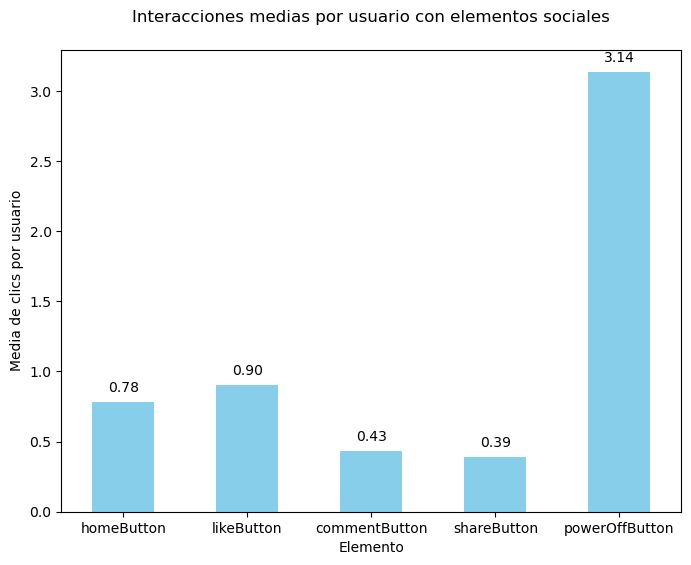 Interacciones medias por usuario con elementos sociales
Media de clics por usuario
3.0
2.5
2.0
1.5
1.0
0.5
0.0
0.78
0.90
0.43
0.39
3.14
homeButton
likeButton
commentButton
shareButton
powerOffButton
Elemento